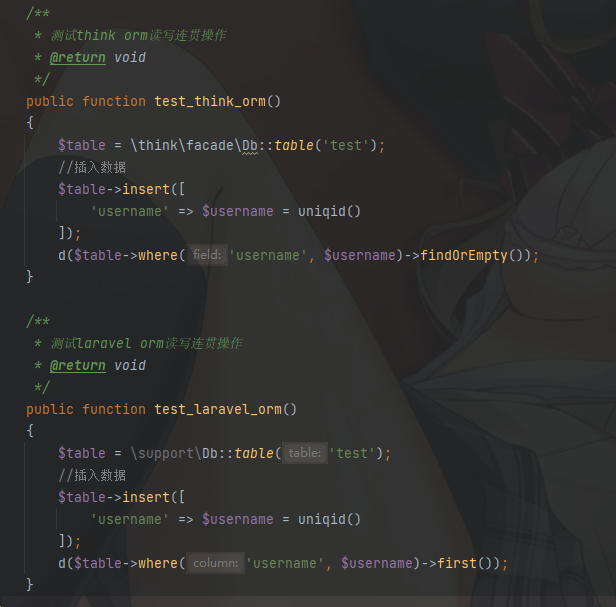 /**
 * 测试think orm读写连贯操作
 * @return void
 */
public function test_think_orm()
{
    $table = \think\facade\Db::table('test');
    //插入数据
    $table->insert([
        'username' => $username = uniqid()
    ]);
    d($table->where( field: 'username', $username)->findOrEmpty());
}

/**
 * 测试laravel orm读写连贯操作
 * @return void
 */
public function test_laravel_orm()
{
    $table = \support\Db::table( table: 'test');
    //插入数据
    $table->insert([
        'username' => $username = uniqid()
    ]);
    d($table->where( column: 'username', $username)->first());
}